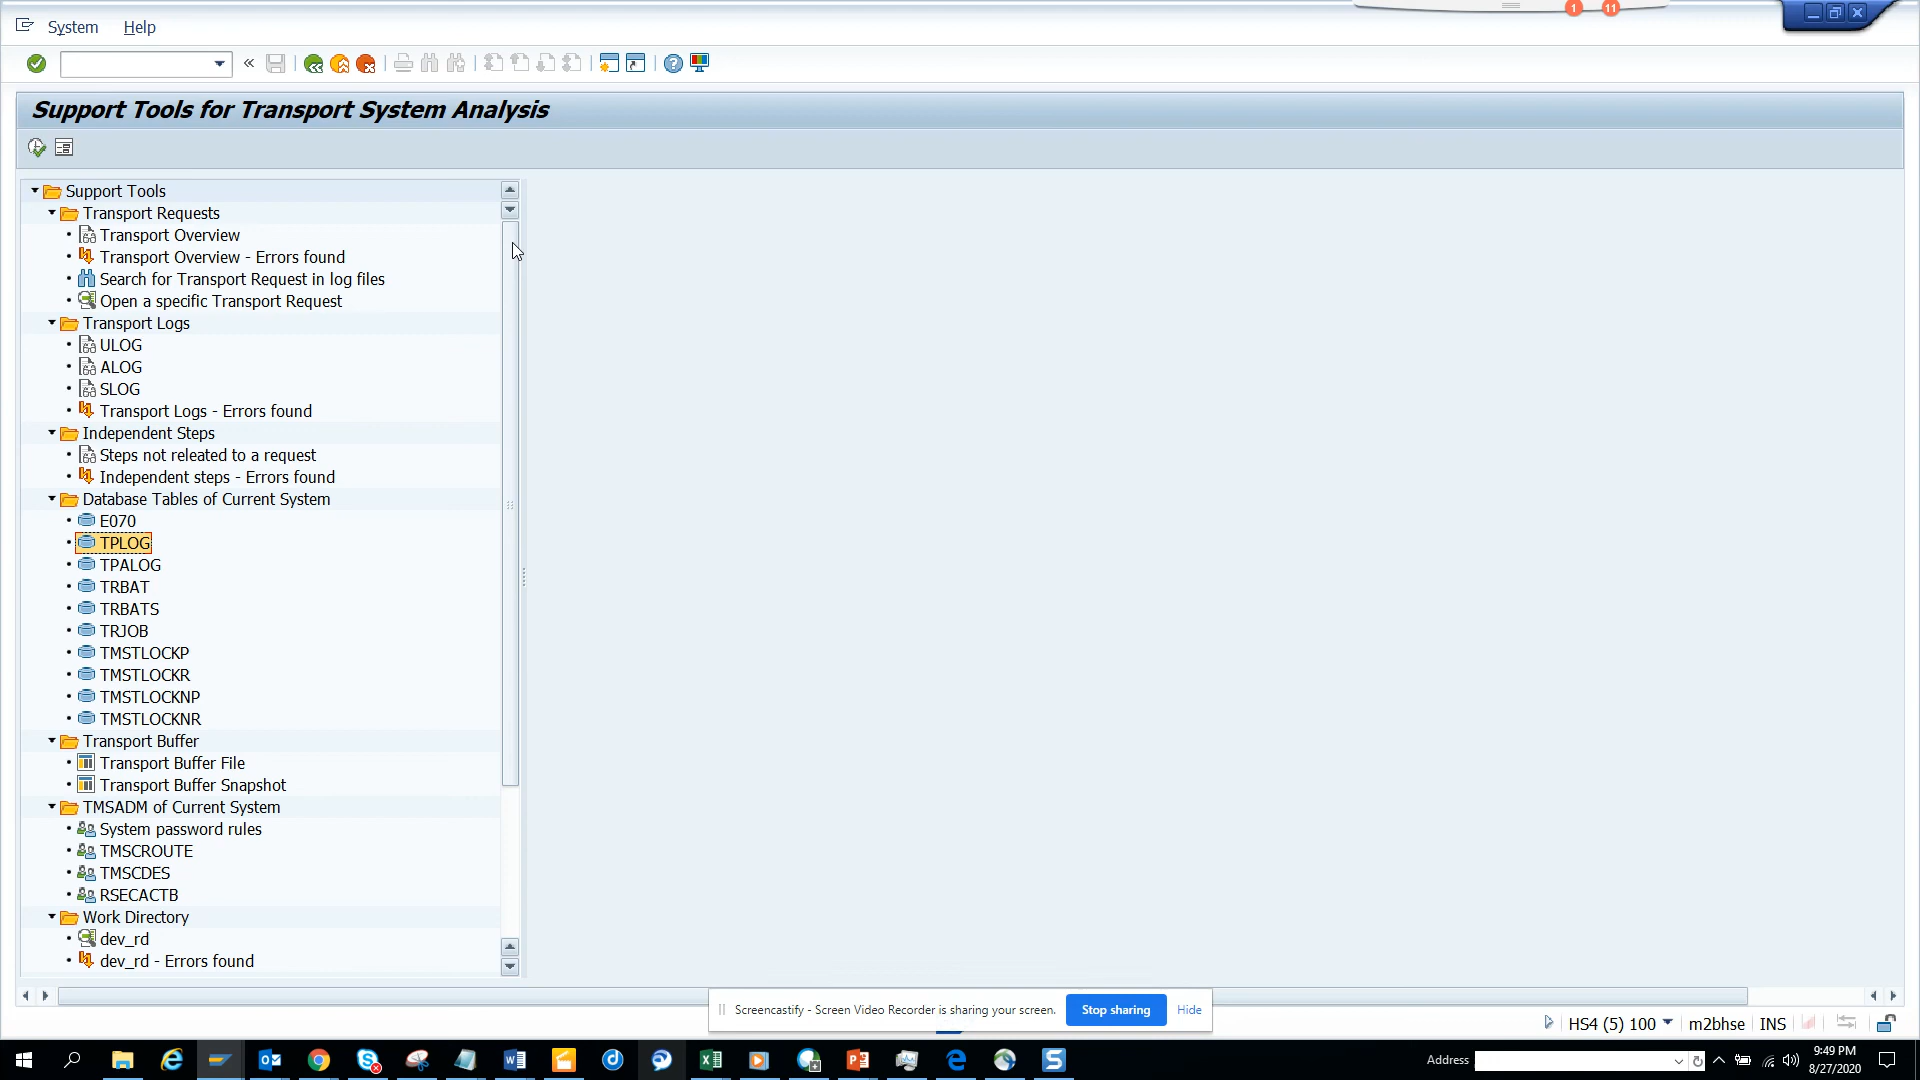 1 11
System Help
Support Tools for Transport System Analysis
Support Tools
Transport Requests
Transport Overview
Transport Overview - Errors found
Search for Transport Request in log files
Open a specific Transport Request
Transport Logs
ULOG
ALOG
SLOG
Transport Logs - Errors found
Independent Steps
Steps not releated to a request
Independent steps - Errors found
Database Tables of Current System
E070
TPLOG
TPALOG
TRBAT
TRBATS
TRJOB
TMSTLOCKP
TMSTLOCKR
TMSTLOCKNP
TMSTLOCKNR
Transport Buffer
Transport Buffer File
Transport Buffer Snapshot
TMSADM of Current System
System password rules
TMSCROUTE
TMSCDES
RSECACTB
Work Directory
dev_rd
dev_rd - Errors found
Screencastify - Screen Video Recorder is sharing your screen. Stop sharing Hide
HS4 (5) 100 m2bhse INS
Address
9:49 PM
8/27/2020